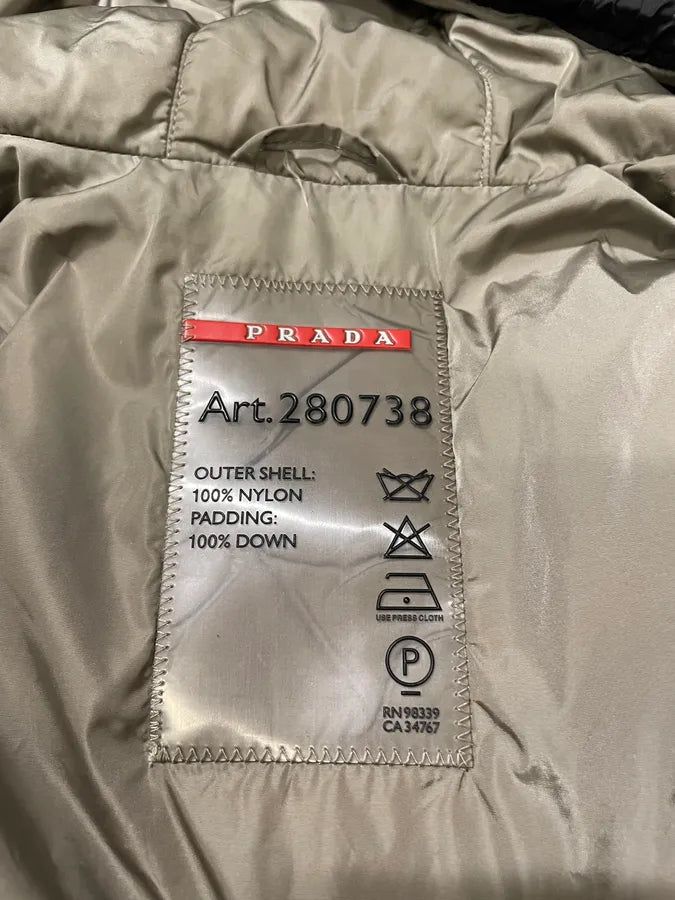 PRADA
Art. 280738
OUTER SHELL:
100% NYLON
PADDING:
100% DOWN
USE PRESS CLOTH
P
RN 98339
CA 34767